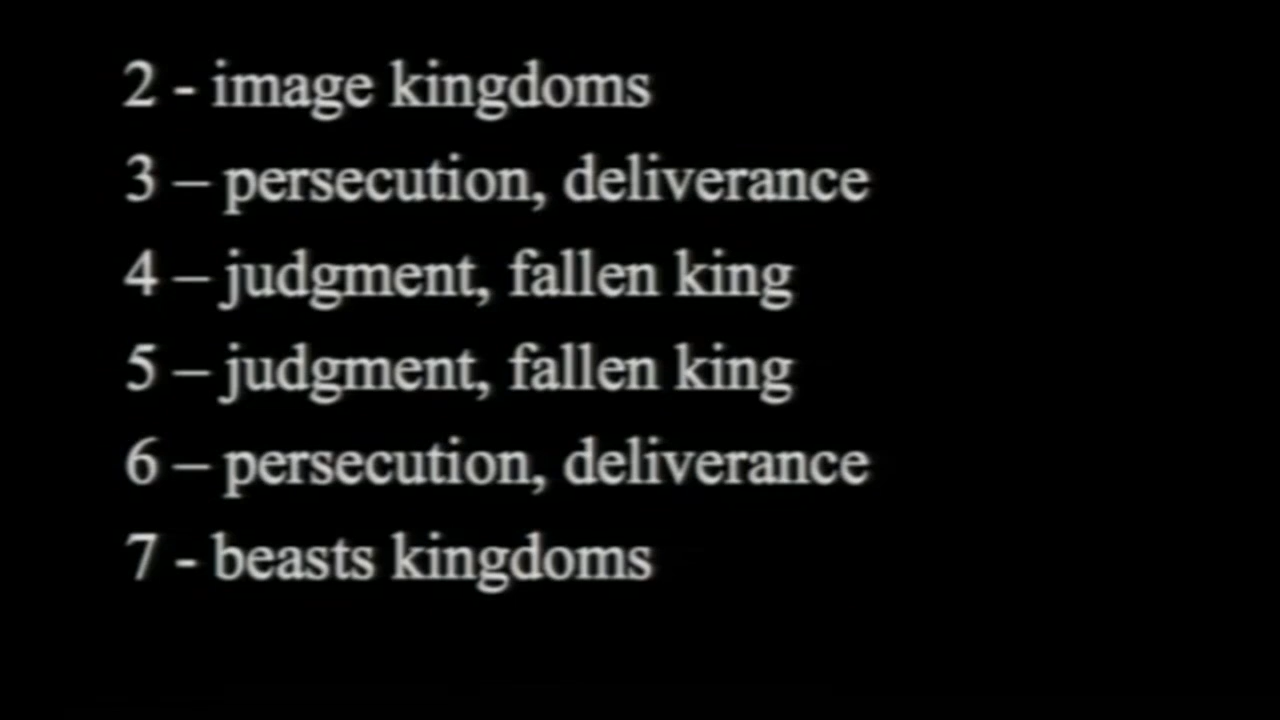 2 - image kingdoms
3 – persecution, deliverance
4 – judgment, fallen king
5 – judgment, fallen king
6 – persecution, deliverance
7 - beasts kingdoms